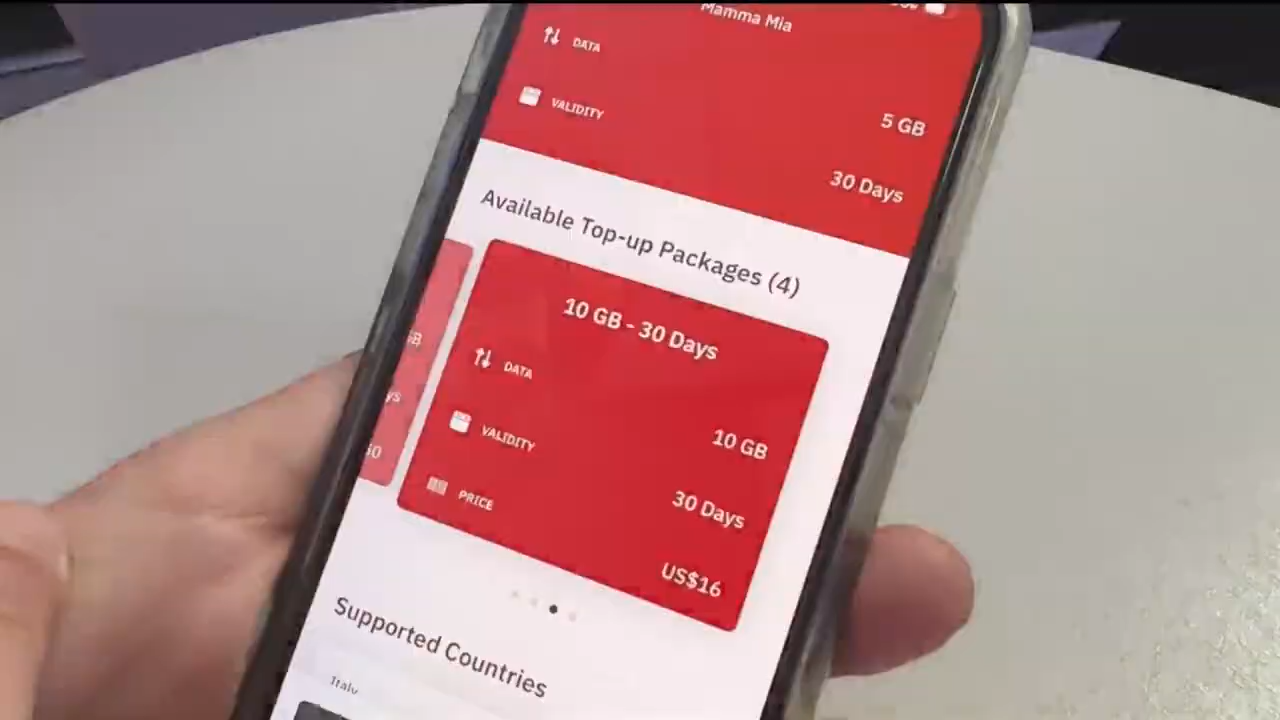 Mamma Mia
DATA
5 GB
VALIDITY
30 Days
Available Top-up Packages (4)
10 GB - 30 Days
DATA
10 GB
VALIDITY
30 Days
PRICE
US$16
Supported Countries
Italy